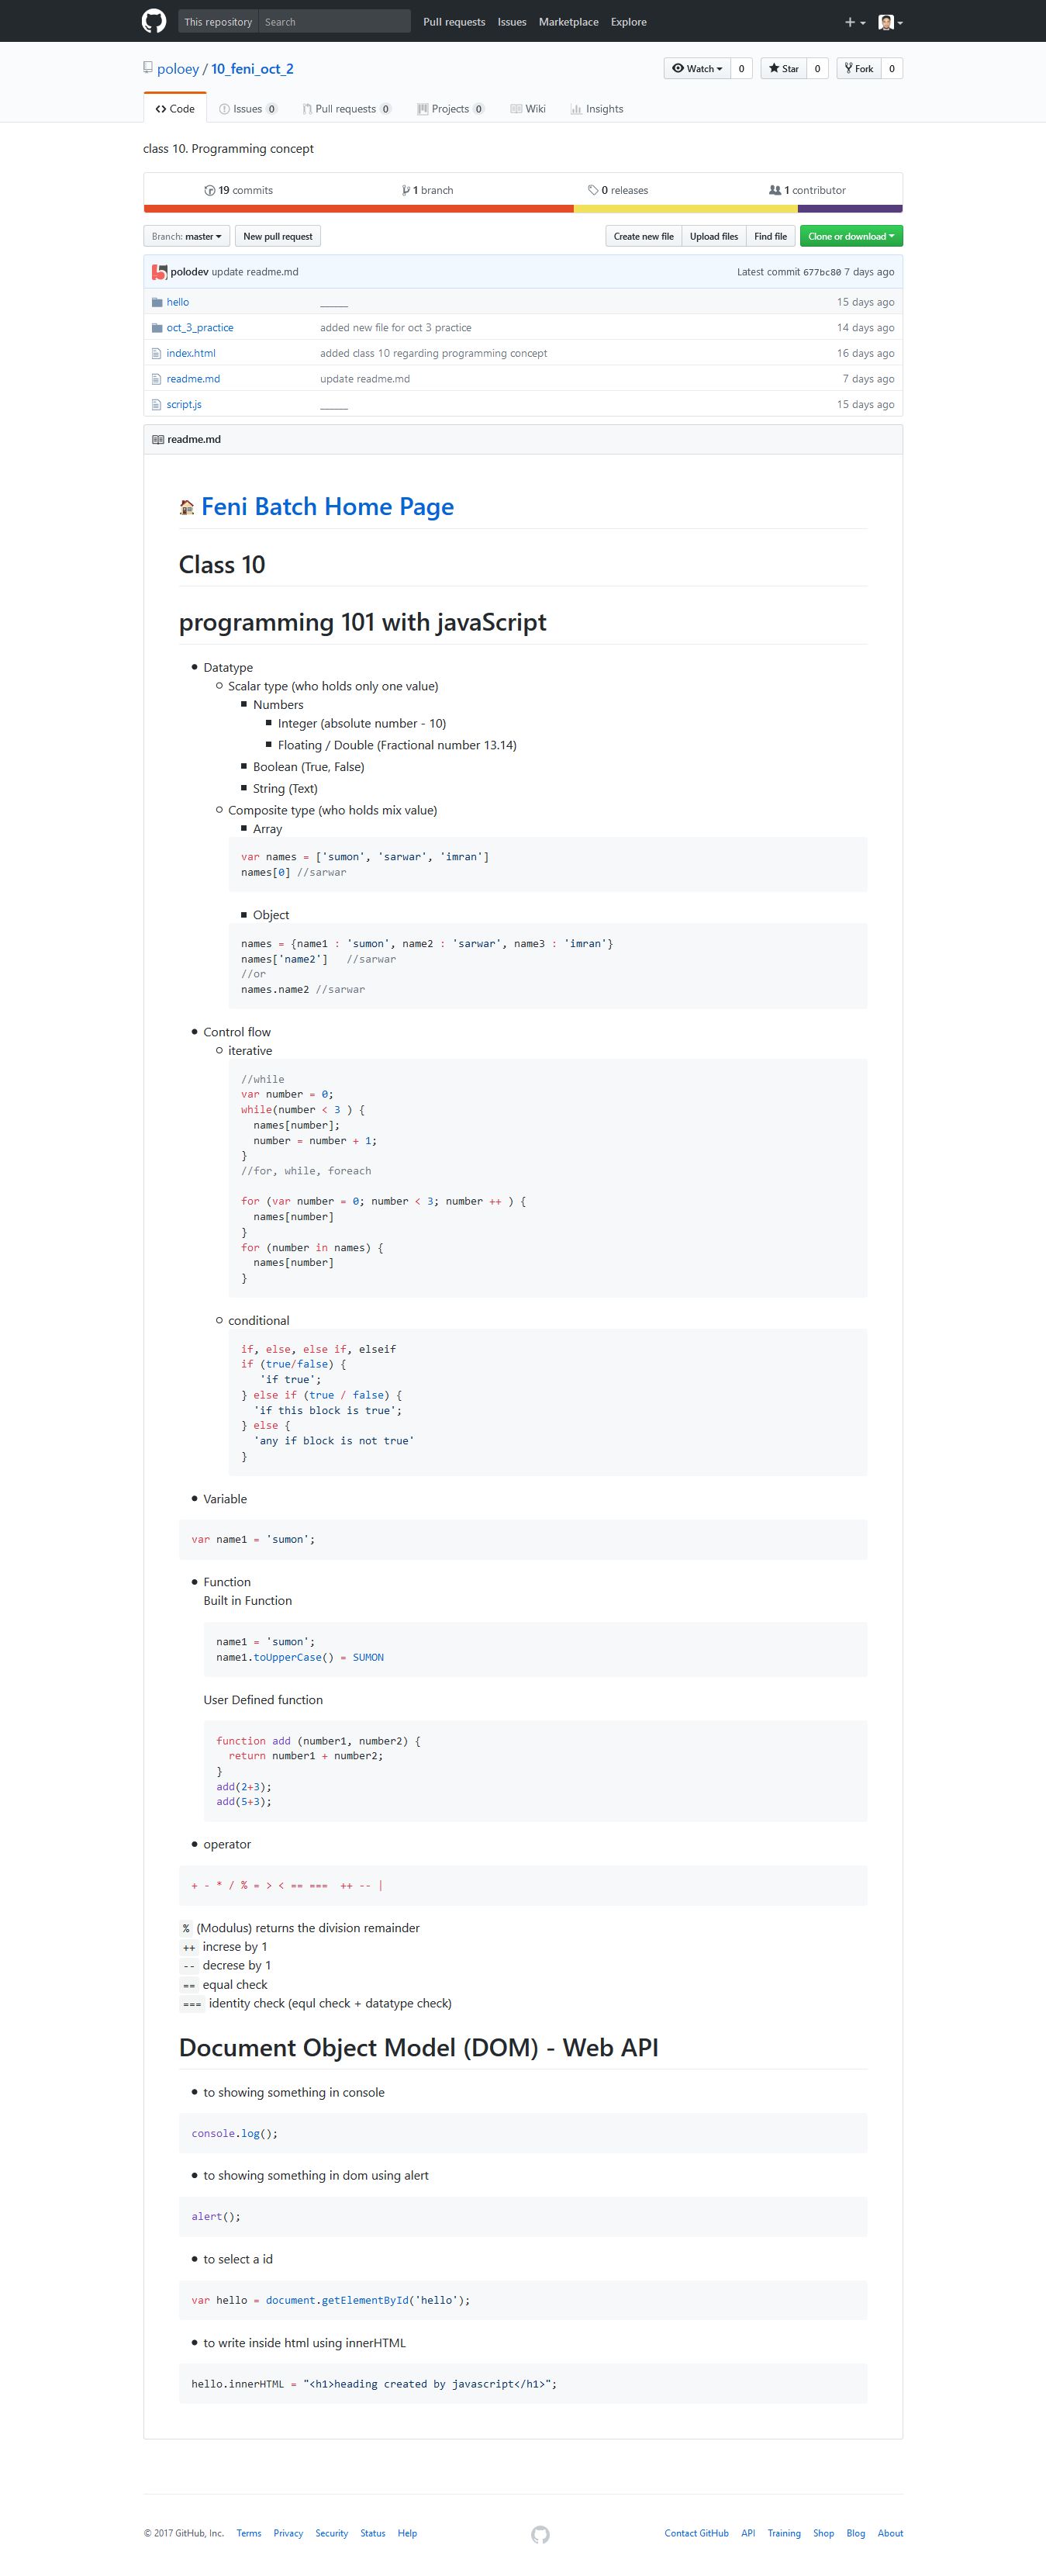 This repository Search Pull requests Issues Marketplace Explore
poloey / 10_feni_oct_2 Watch 0 Star 0 Fork 0
Code Issues 0 Pull requests 0 Projects 0 Wiki Insights
class 10. Programming concept
19 commits 1 branch 0 releases 1 contributor
Branch: master New pull request Create new file Upload files Find file Clone or download
polodev update readme.md Latest commit 677bc80 7 days ago
hello ______ 15 days ago
oct_3_practice added new file for oct 3 practice 14 days ago
index.html added class 10 regarding programming concept 16 days ago
readme.md update readme.md 7 days ago
script.js ______ 15 days ago
readme.md
Feni Batch Home Page
Class 10
programming 101 with javaScript
Datatype
Scalar type (who holds only one value)
Numbers
Integer (absolute number - 10)
Floating / Double (Fractional number 13.14)
Boolean (True, False)
String (Text)
Composite type (who holds mix value)
Array
var names = ['sumon', 'sarwar', 'imran']
names[0] //sarwar
Object
names = {name1 : 'sumon', name2 : 'sarwar', name3 : 'imran'}
names['name2']   //sarwar
//or
names.name2 //sarwar
Control flow
iterative
//while
var number = 0;
while(number < 3 ) {
  names[number];
  number = number + 1;
}
//for, while, foreach
for (var number = 0; number < 3; number ++ ) {
  names[number]
}
for (number in names) {
  names[number]
}
conditional
if, else, else if, elseif
if (true/false) {
   'if true';
} else if (true / false) {
  'if this block is true';
} else {
  'any if block is not true'
}
Variable
var name1 = 'sumon';
Function
Built in Function
name1 = 'sumon';
name1.toUpperCase() = SUMON
User Defined function
function add (number1, number2) {
  return number1 + number2;
}
add(2+3);
add(5+3);
operator
+ - * / % = > < == ===  ++ -- |
% (Modulus) returns the division remainder
++ increse by 1
-- decrese by 1
== equal check
=== identity check (equl check + datatype check)
Document Object Model (DOM) - Web API
to showing something in console
console.log();
to showing something in dom using alert
alert();
to select a id
var hello = document.getElementById('hello');
to write inside html using innerHTML
hello.innerHTML = "<h1>heading created by javascript</h1>";
© 2017 GitHub, Inc. Terms Privacy Security Status Help Contact GitHub API Training Shop Blog About